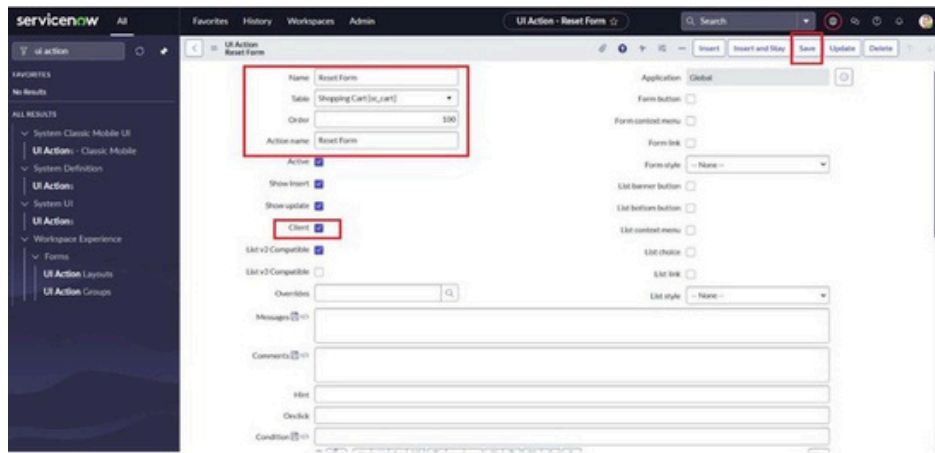 servicenow All Favorites History Workspaces Admin UI Action - Reset Form ☆ Search
ui action
UI Action
Reset Form
Insert Insert and Stay Save Update Delete
FAVORITES
No Results
ALL RESULTS
System Classic Mobile UI
UI Actions - Classic Mobile
System Definition
UI Actions
System UI
UI Actions
Workspace Experience
Forms
UI Action Layouts
UI Action Groups
Name Reset Form
Table Shopping Cart [sc_cart]
Order 100
Action name Reset Form
Active
Show insert
Show update
Client
List v2 Compatible
List v3 Compatible
Overrides
Application Global
Form button
Form context menu
Form link
Form style -- None --
List banner button
List bottom button
List context menu
List choice
List link
List style -- None --
Messages
Comments
Hint
Onclick
Condition